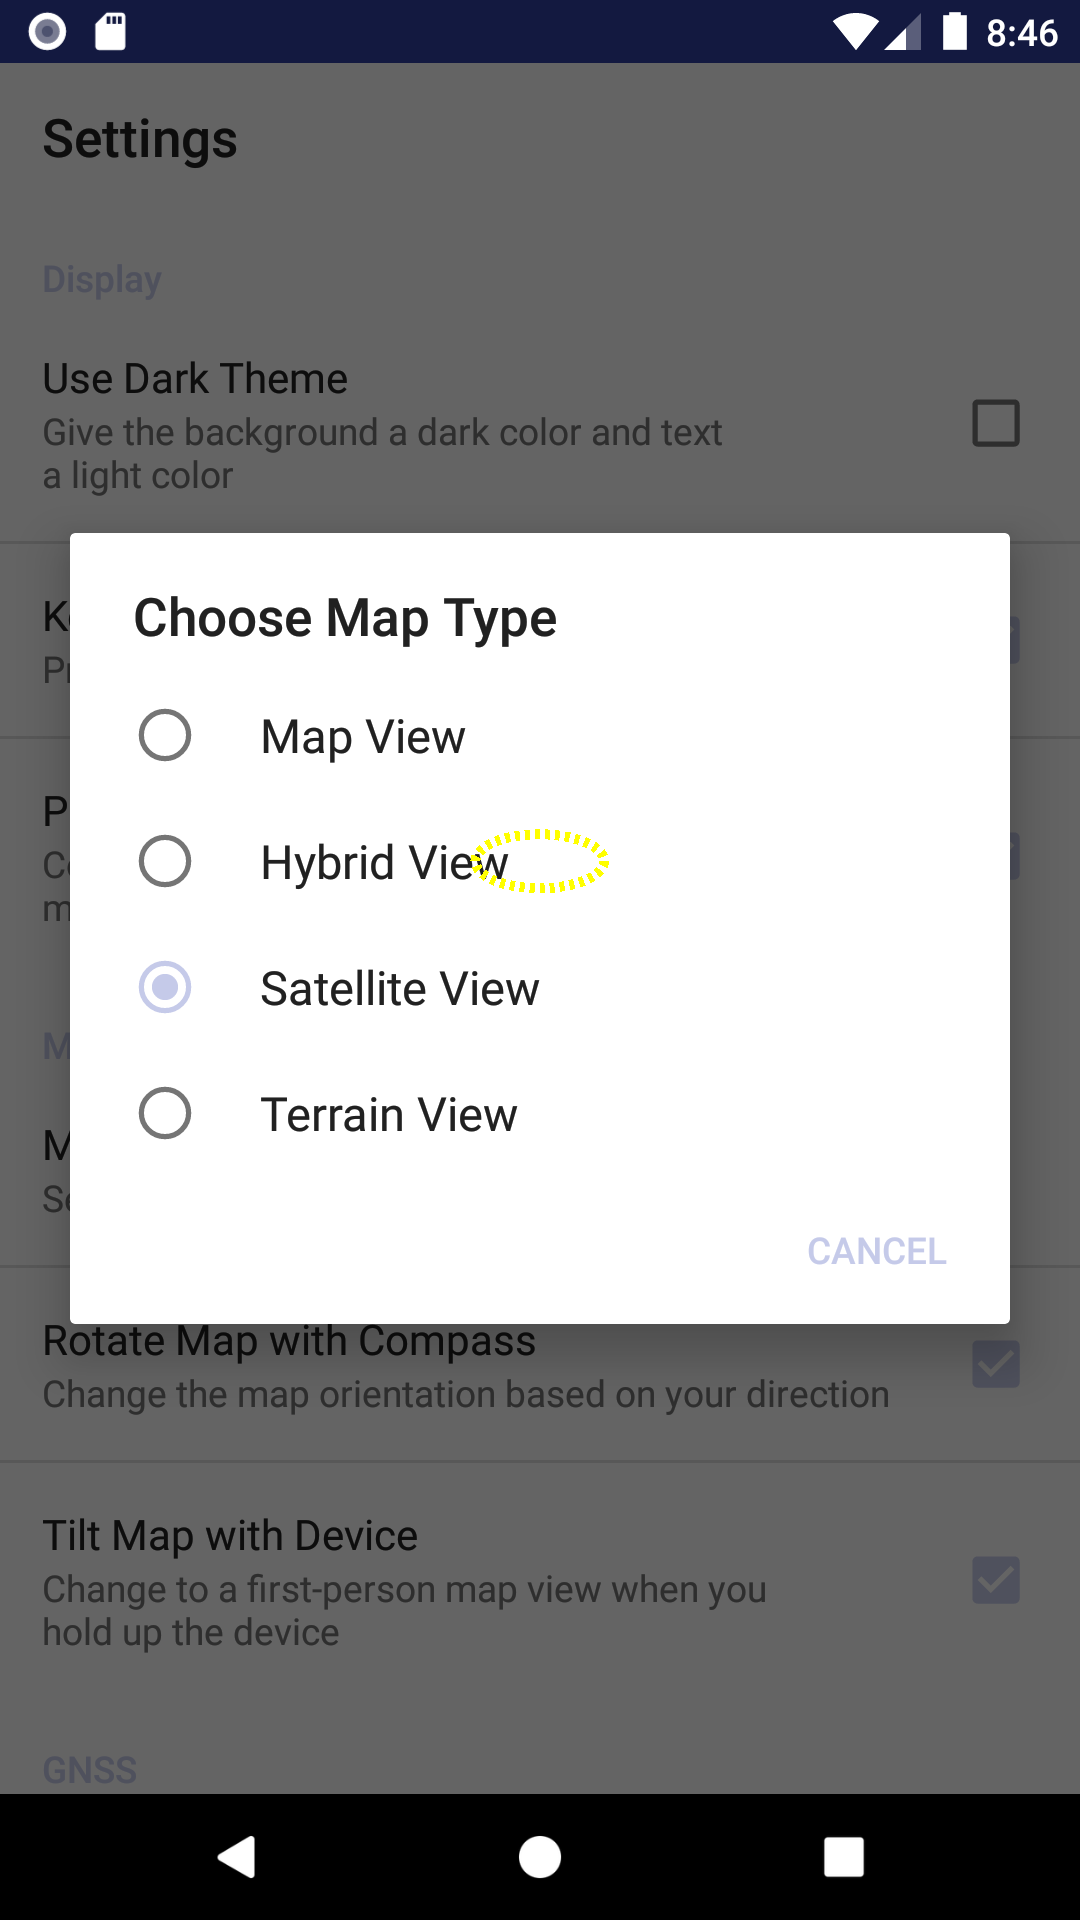 8:46
Settings
Display
Use Dark Theme
Give the background a dark color and text
a light color
Choose Map Type
Map View
Hybrid View
Satellite View
Terrain View
CANCEL
Rotate Map with Compass
Change the map orientation based on your direction
Tilt Map with Device
Change to a first-person map view when you
hold up the device
GNSS